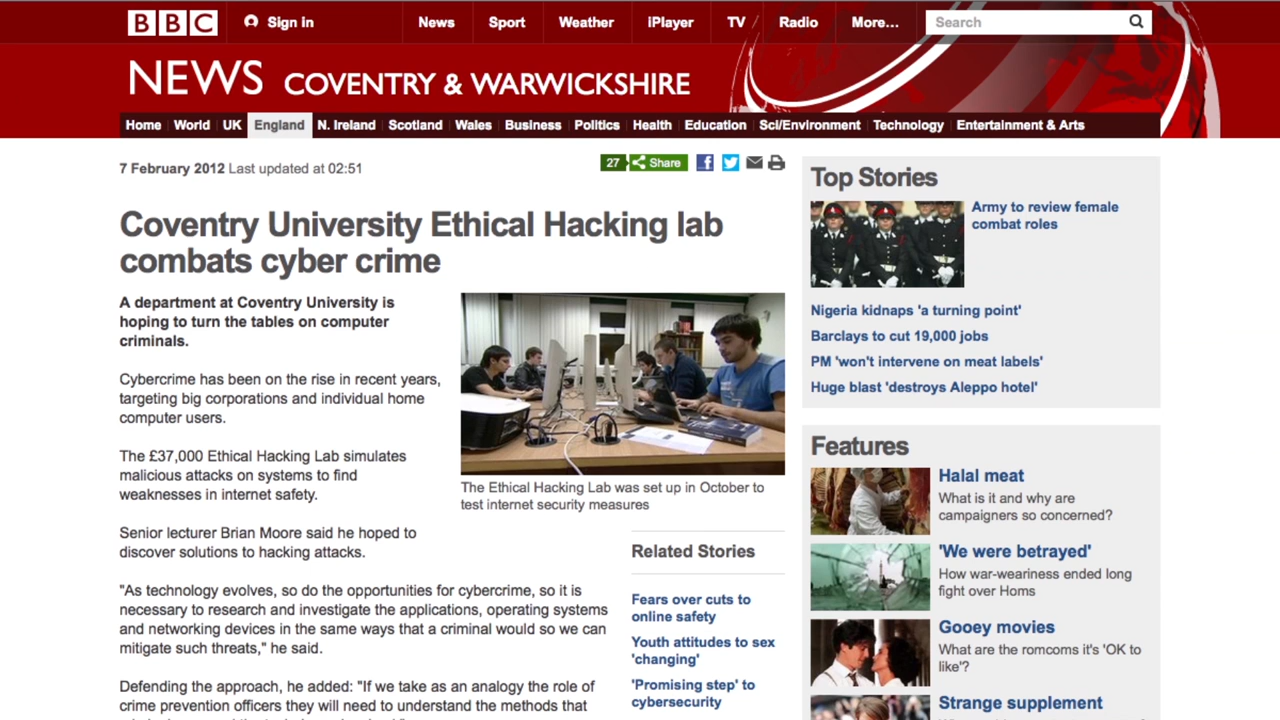 BBC
Sign in
News
Sport
Weather
iPlayer
TV
Radio
More...
Search
NEWS COVENTRY & WARWICKSHIRE
Home
World
UK
England
N. Ireland
Scotland
Wales
Business
Politics
Health
Education
Sci/Environment
Technology
Entertainment & Arts
7 February 2012 Last updated at 02:51
27
Share
Coventry University Ethical Hacking lab
combats cyber crime
A department at Coventry University is
hoping to turn the tables on computer
criminals.
Cybercrime has been on the rise in recent years,
targeting big corporations and individual home
computer users.
The £37,000 Ethical Hacking Lab simulates
malicious attacks on systems to find
weaknesses in internet safety.
Senior lecturer Brian Moore said he hoped to
discover solutions to hacking attacks.
"As technology evolves, so do the opportunities for cybercrime, so it is
necessary to research and investigate the applications, operating systems
and networking devices in the same ways that a criminal would so we can
mitigate such threats," he said.
Defending the approach, he added: "If we take as an analogy the role of
crime prevention officers they will need to understand the methods that
The Ethical Hacking Lab was set up in October to
test internet security measures
Related Stories
Fears over cuts to
online safety
Youth attitudes to sex
'changing'
'Promising step' to
cybersecurity
Top Stories
Army to review female
combat roles
Nigeria kidnaps 'a turning point'
Barclays to cut 19,000 jobs
PM 'won't intervene on meat labels'
Huge blast 'destroys Aleppo hotel'
Features
Halal meat
What is it and why are
campaigners so concerned?
'We were betrayed'
How war-weariness ended long
fight over Homs
Gooey movies
What are the romcoms it's 'OK to
like'?
Strange supplement